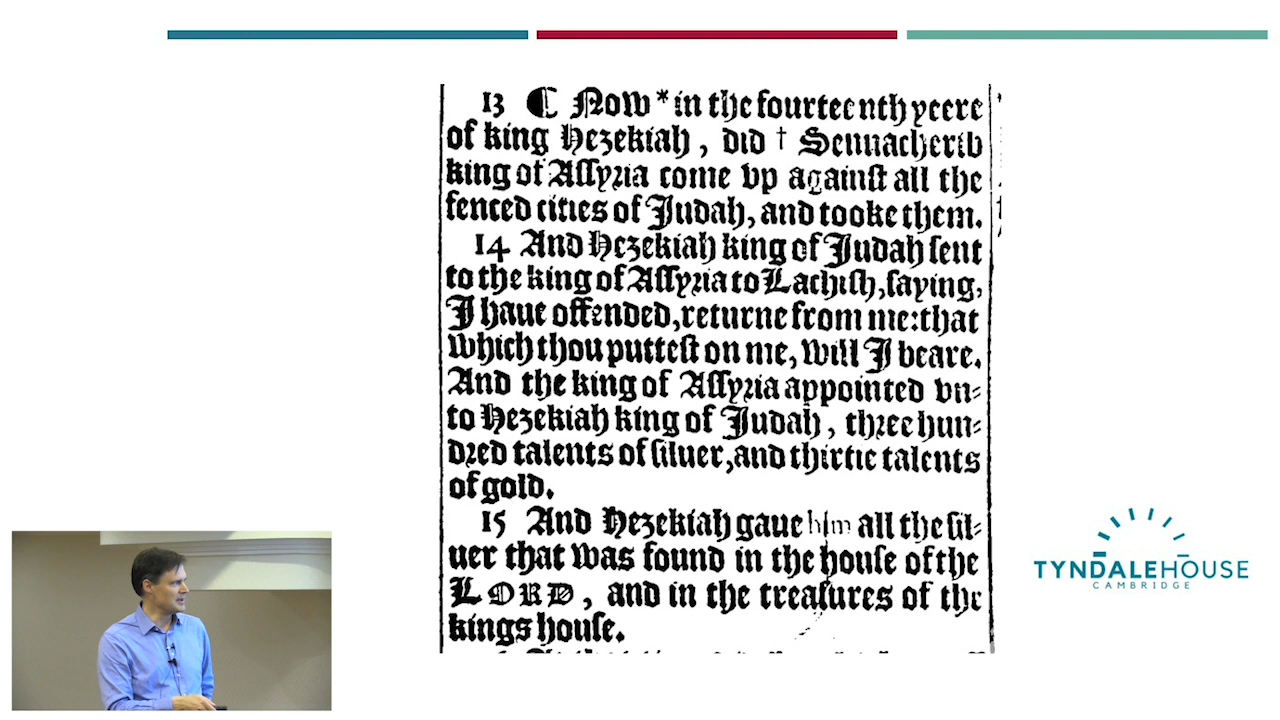 13 ¶ Now * in the fourteenth yeere
of king Hezekiah, did † Sennacherib
king of Assyria come vp against all the
fenced cities of Judah, and tooke them.
14 And Hezekiah king of Judah sent
to the king of Assyria to Lachish, saying,
I haue offended, returne from me: that
which thou puttest on me, will I beare.
And the king of Assyria appointed vn-
to Hezekiah king of Judah, three hun-
dred talents of siluer, and thirtie talents
of gold.
15 And Hezekiah gaue him all the sil-
uer that was found in the house of the
LORD, and in the treasures of the
kings house.
TYNDALEHOUSE
CAMBRIDGE